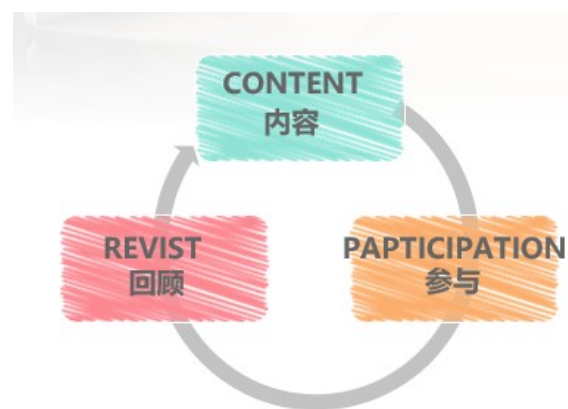 CONTENT
内容
REVIST
回顾
PAPTICIPATION
参与